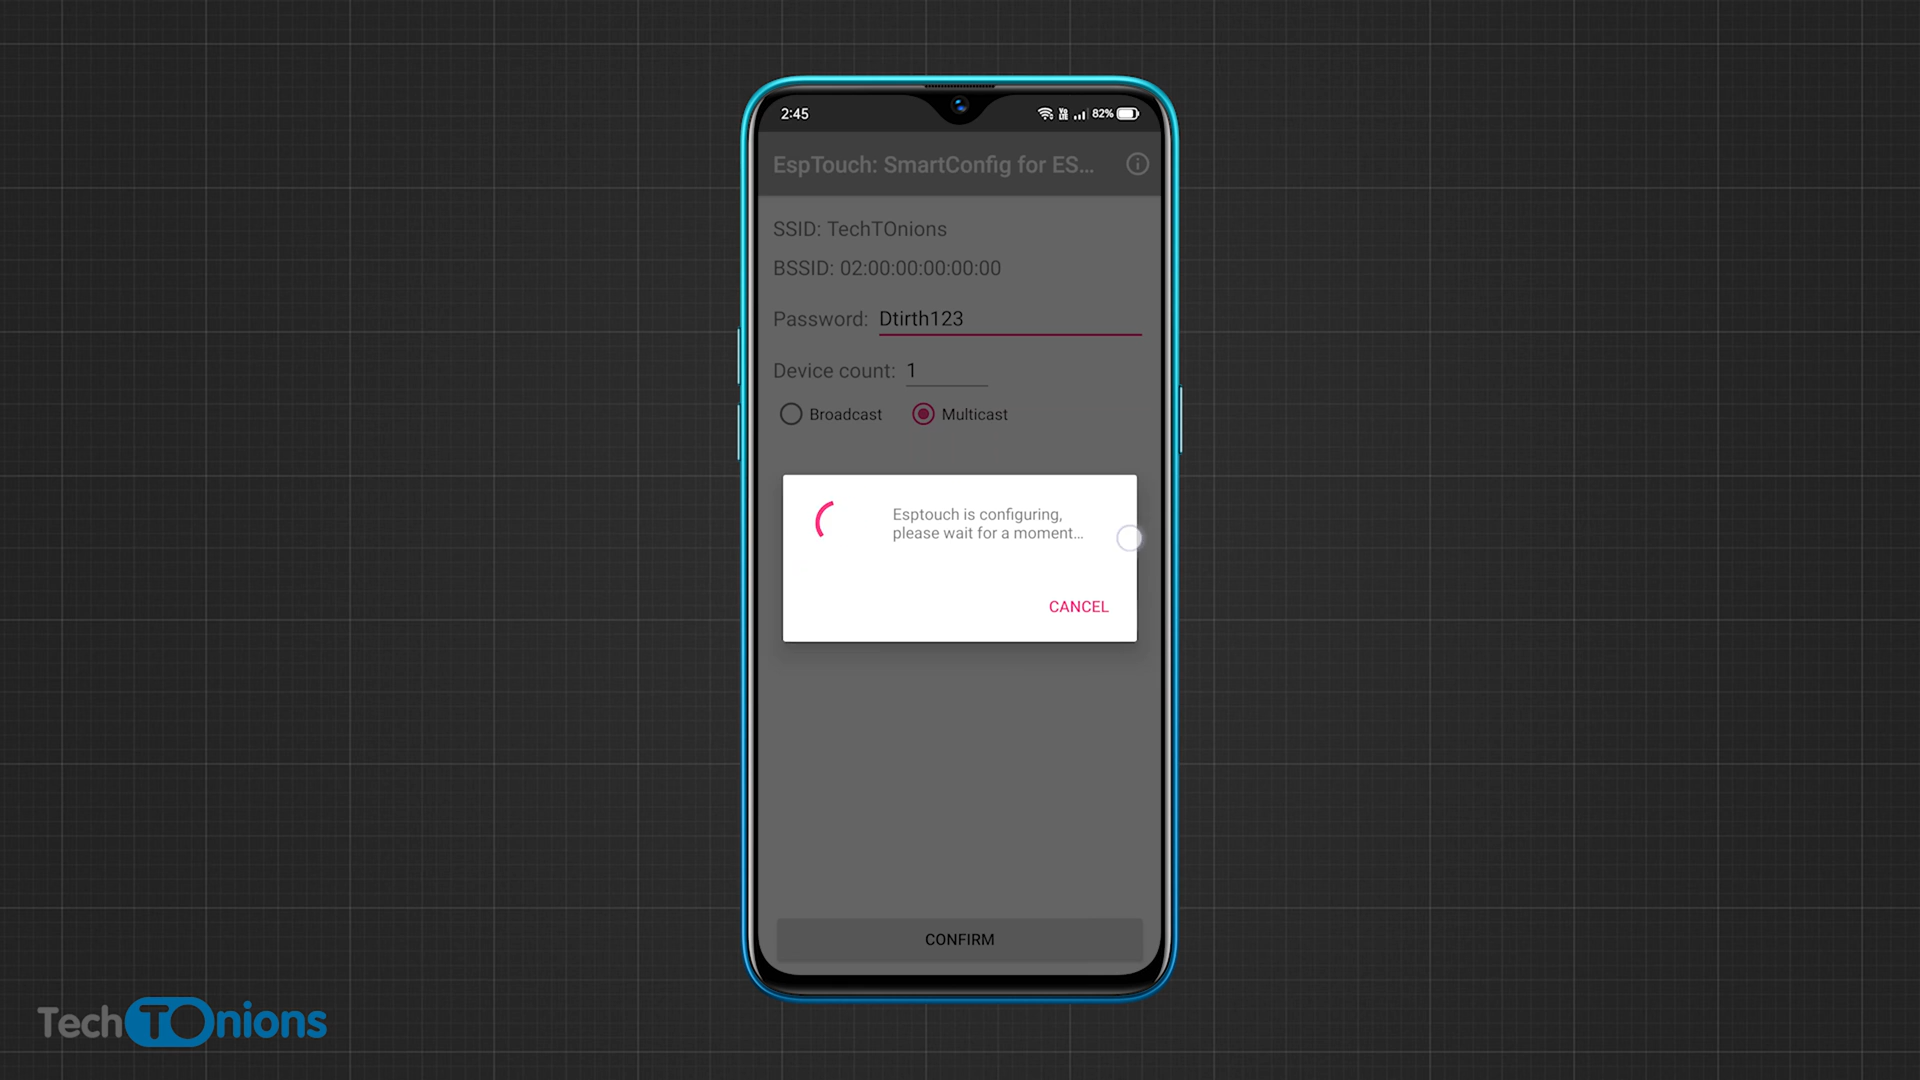 2:45
82%
EspTouch: SmartConfig for ES...
SSID: TechTOnions
BSSID: 02:00:00:00:00:00
Password: Dtirth123
Device count: 1
Broadcast Multicast
Esptouch is configuring,
please wait for a moment...
CANCEL
CONFIRM
TechTOnions